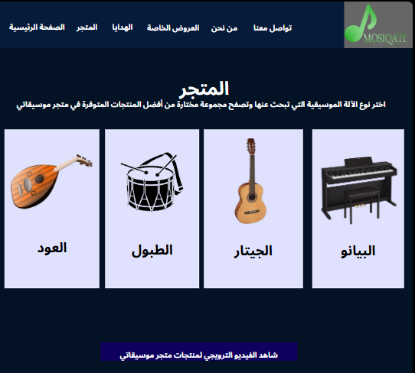 MOSIQATI
الصفحة الرئيسية
المتجر
الهدايا
العروض الخاصة
من نحن
تواصل معنا
المتجر
اختر نوع الآلة الموسيقية التي تبحث عنها وتصفح مجموعة مختارة من أفضل المنتجات المتوفرة في متجر موسيقاتي
البيانو
الجيتار
الطبول
العود
شاهد الفيديو الترويجي لمنتجات متجر موسيقاتي